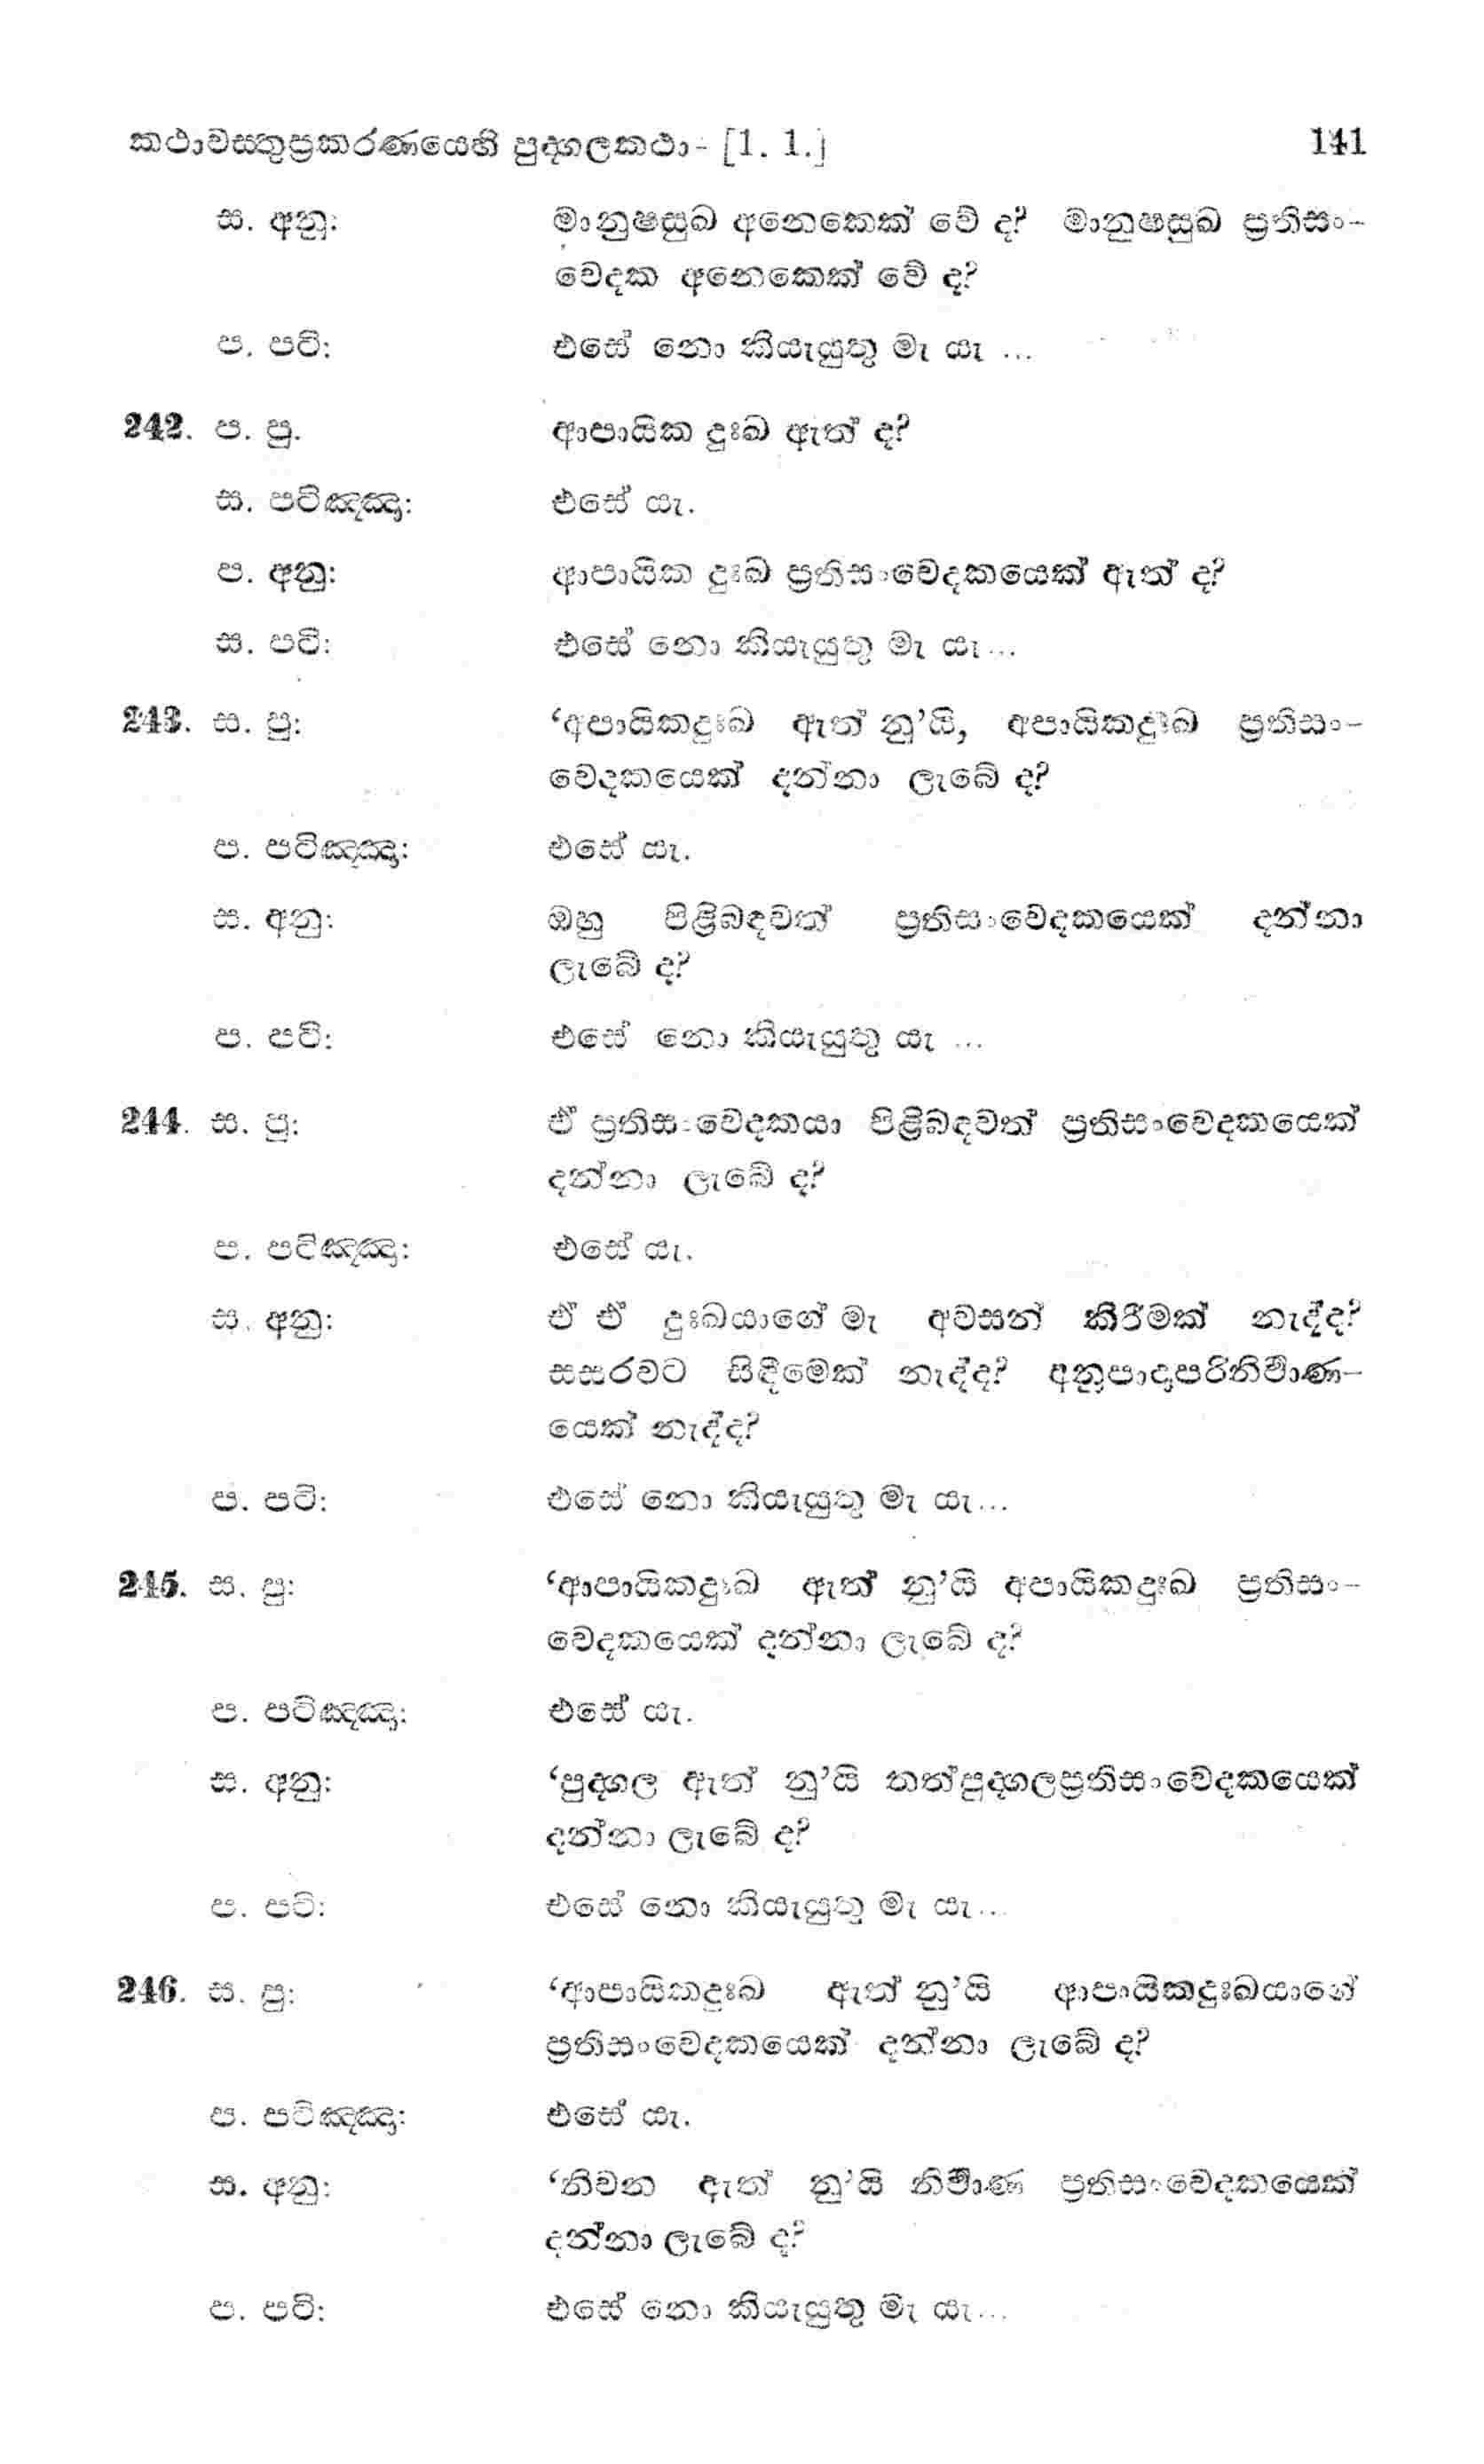 කථාවස්තුප්‍රකරණයෙහි පුද්ගලකථා- [1. 1.] 141
ස. අනු: මානුෂසුඛ අනෙකෙක් වේ ද? මානුෂසුඛ ප්‍රතිසං-
වෙදක අනෙකෙක් වේ ද?
ප. පටි: එසේ නො කියැයුතු මැ යැ ...
242. ප. පු. ආපායික දුඃඛ ඇත් ද?
ස. පටිඤ්ඤා: එසේ යැ.
ප. අනු: ආපායික දුඃඛ ප්‍රතිසංවෙදකයෙක් ඇත් ද?
ස. පටි: එසේ නො කියැයුතු මැ යැ...
243. ස. පු: ‘අපායිකදුඃඛ ඇත් නු’යි, අපායිකදුඃඛ ප්‍රතිසං-
වෙදකයෙක් දන්නා ලැබේ ද?
ප. පටිඤ්ඤා: එසේ යැ.
ස. අනු: ඔහු පිළිබඳවත් ප්‍රතිසංවෙදකයෙක් දන්නා
ලැබේ ද?
ප. පටි: එසේ නො කියැයුතු යැ ...
244. ස. පු: ඒ ප්‍රතිසංවෙදකයා පිළිබඳවත් ප්‍රතිසංවෙදකයෙක්
දන්නා ලැබේ ද?
ප. පටිඤ්ඤා: එසේ යැ.
ස. අනු: ඒ ඒ දුඃඛයාගේ මැ අවසන් කිරීමක් නැද්ද?
සසරවට සිඳීමෙක් නැද්ද? අනුපාදාපරිනිර්‍වාණ-
යෙක් නැද්ද?
ප. පටි: එසේ නො කියැයුතු මැ යැ...
245. ස. පු: ‘ආපායිකදුඃඛ ඇත් නු’යි අපායිකදුඃඛ ප්‍රතිසං-
වෙදකයෙක් දන්නා ලැබේ ද?
ප. පටිඤ්ඤා: එසේ යැ.
ස. අනු: ‘පුද්ගල ඇත් නු’යි තත්පුද්ගලප්‍රතිසංවෙදකයෙක්
දන්නා ලැබේ ද?
ප. පටි: එසේ නො කියැයුතු මැ යැ...
246. ස. පු: ‘ආපායිකදුඃඛ ඇත් නු’යි ආපායිකදුඃඛයාගේ
ප්‍රතිසංවෙදකයෙක් දන්නා ලැබේ ද?
ප. පටිඤ්ඤා: එසේ යැ.
ස. අනු: ‘නිවන ඇත් නු’යි නිර්‍වාණ ප්‍රතිසංවෙදකයෙක්
දන්නා ලැබේ ද?
ප. පටි: එසේ නො කියැයුතු මැ යැ...